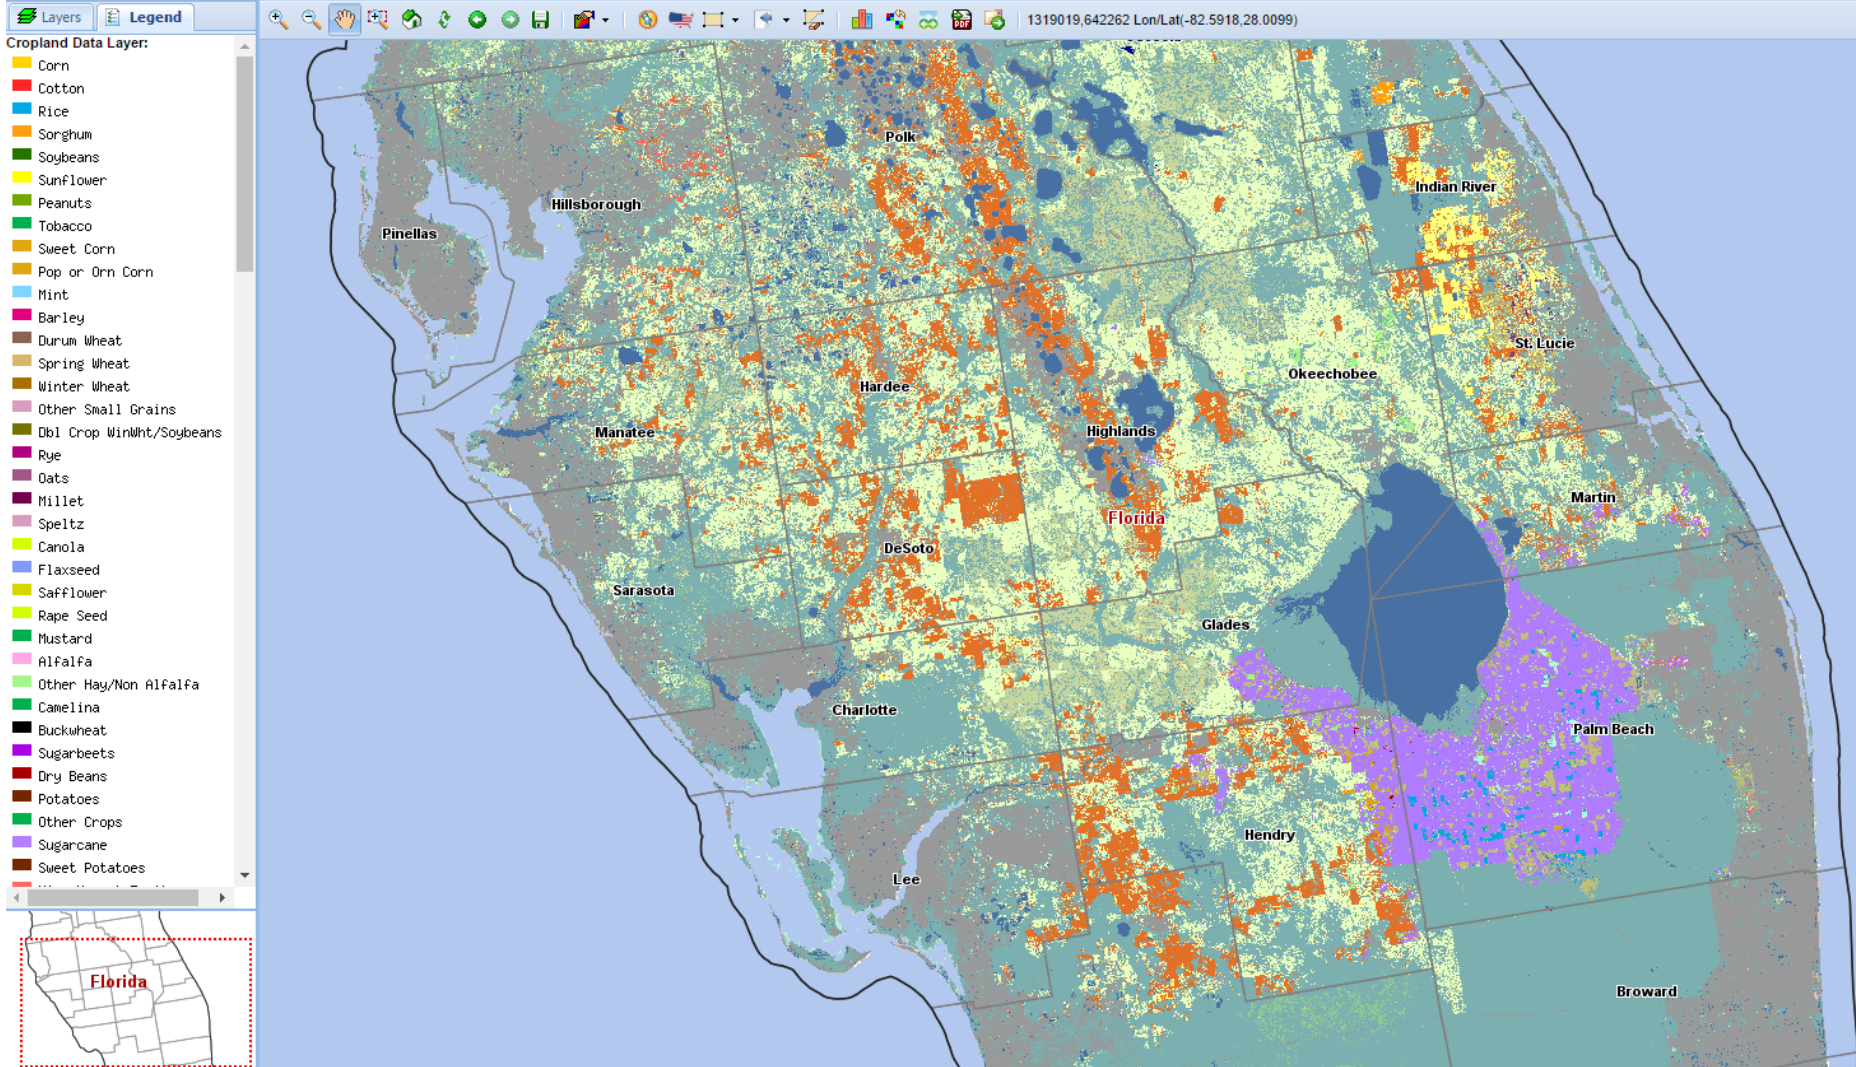 Layers
Legend
1319019,642262 Lon/Lat(-82.5918,28.0099)
Cropland Data Layer:
Corn
Cotton
Rice
Sorghum
Soybeans
Sunflower
Peanuts
Tobacco
Sweet Corn
Pop or Orn Corn
Mint
Barley
Durum Wheat
Spring Wheat
Winter Wheat
Other Small Grains
Dbl Crop WinWht/Soybeans
Rye
Oats
Millet
Speltz
Canola
Flaxseed
Safflower
Rape Seed
Mustard
Alfalfa
Other Hay/Non Alfalfa
Camelina
Buckwheat
Sugarbeets
Dry Beans
Potatoes
Other Crops
Sugarcane
Sweet Potatoes
Florida
PDF
Polk
Indian River
Hillsborough
Pinellas
St. Lucie
Okeechobee
Hardee
Manatee
Highlands
Martin
Florida
DeSoto
Sarasota
Glades
Charlotte
Palm Beach
Hendry
Lee
Broward